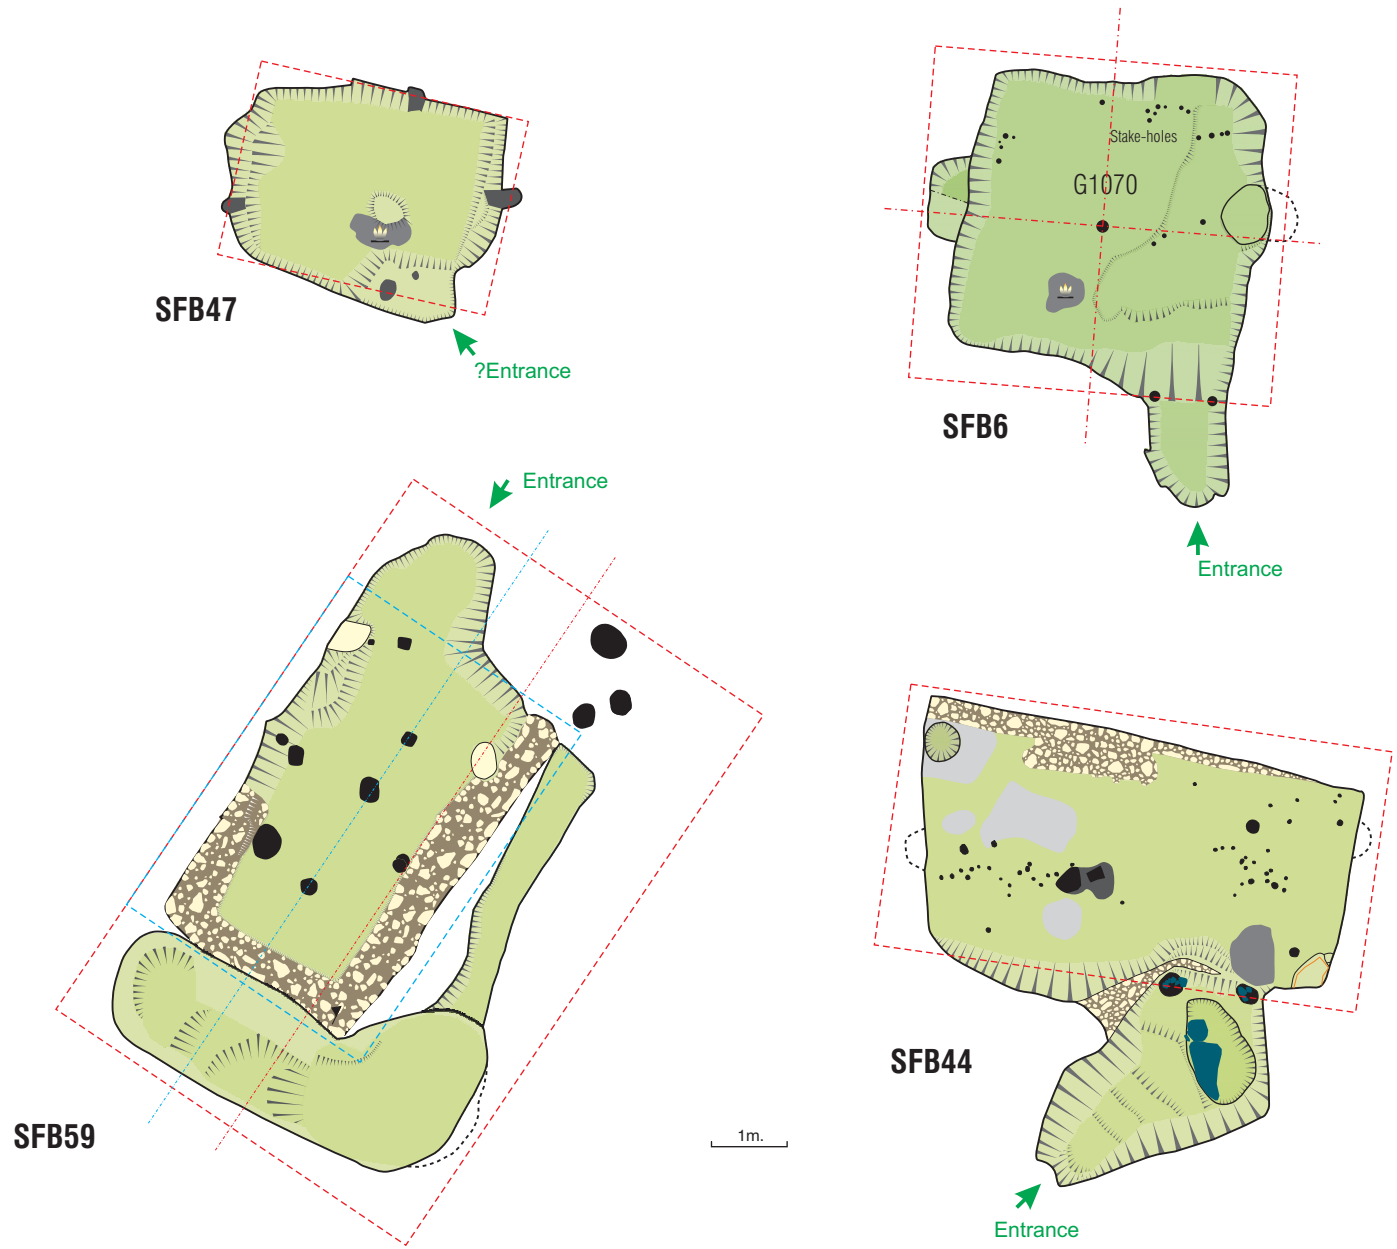 Stake-holes
G1070
SFB47
?Entrance
SFB6
Entrance
Entrance
SFB44
SFB59
1m.
Entrance